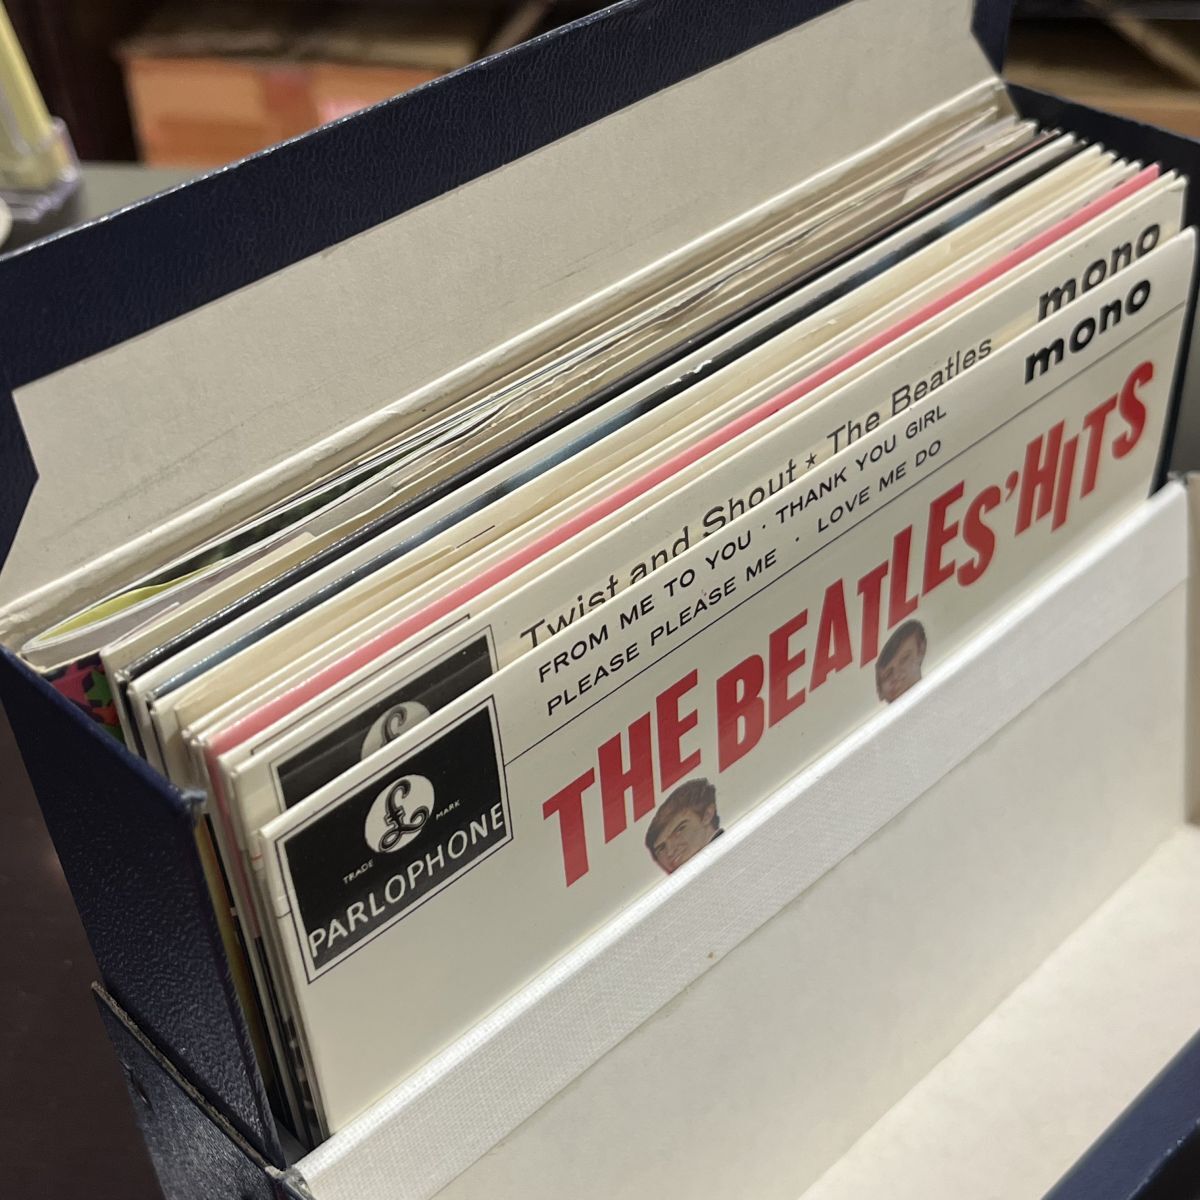 mono
Twist and Shout * The Beatles
mono
FROM ME TO YOU · THANK YOU GIRL
PLEASE PLEASE ME · LOVE ME DO
THE BEATLES' HITS
£
£
TRADE MARK
PARLOPHONE